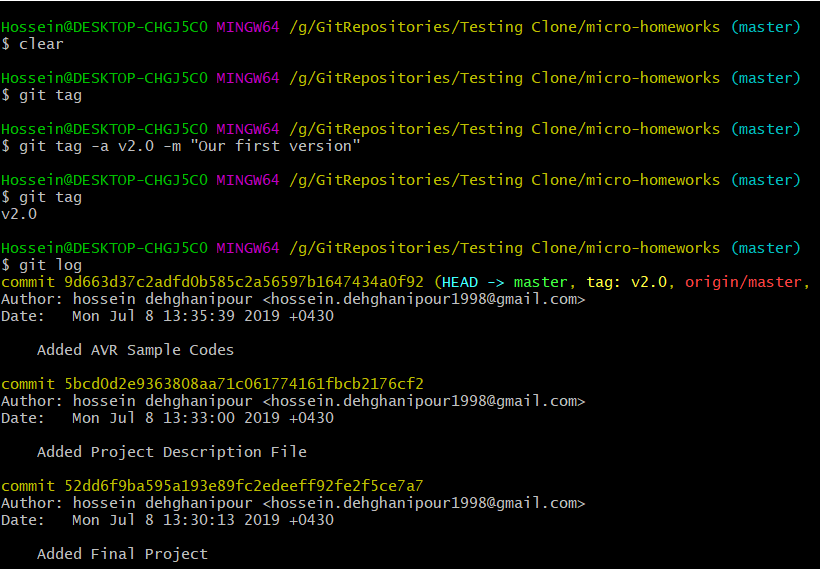 Hossein@DESKTOP-CHGJ5CO MINGW64 /g/GitRepositories/Testing Clone/micro-homeworks (master)
$ clear
Hossein@DESKTOP-CHGJ5CO MINGW64 /g/GitRepositories/Testing Clone/micro-homeworks (master)
$ git tag
Hossein@DESKTOP-CHGJ5CO MINGW64 /g/GitRepositories/Testing Clone/micro-homeworks (master)
$ git tag -a v2.0 -m "Our first version"
Hossein@DESKTOP-CHGJ5CO MINGW64 /g/GitRepositories/Testing Clone/micro-homeworks (master)
$ git tag
v2.0
Hossein@DESKTOP-CHGJ5CO MINGW64 /g/GitRepositories/Testing Clone/micro-homeworks (master)
$ git log
commit 9d663d37c2adfd0b585c2a56597b1647434a0f92 (HEAD -> master, tag: v2.0, origin/master,
Author: hossein dehghanipour <hossein.dehghanipour1998@gmail.com>
Date:   Mon Jul 8 13:35:39 2019 +0430
    Added AVR Sample Codes
commit 5bcd0d2e9363808aa71c061774161fbcb2176cf2
Author: hossein dehghanipour <hossein.dehghanipour1998@gmail.com>
Date:   Mon Jul 8 13:33:00 2019 +0430
    Added Project Description File
commit 52dd6f9ba595a193e89fc2edeeff92fe2f5ce7a7
Author: hossein dehghanipour <hossein.dehghanipour1998@gmail.com>
Date:   Mon Jul 8 13:30:13 2019 +0430
    Added Final Project